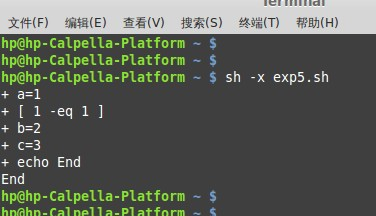 Terminal
文件(F) 编辑(E) 查看(V) 搜索(S) 终端(T) 帮助(H)
hp@hp-Calpella-Platform ~ $
hp@hp-Calpella-Platform ~ $
hp@hp-Calpella-Platform ~ $ sh -x exp5.sh
+ a=1
+ [ 1 -eq 1 ]
+ b=2
+ c=3
+ echo End
End
hp@hp-Calpella-Platform ~ $
hp@hp-Calpella-Platform ~ $